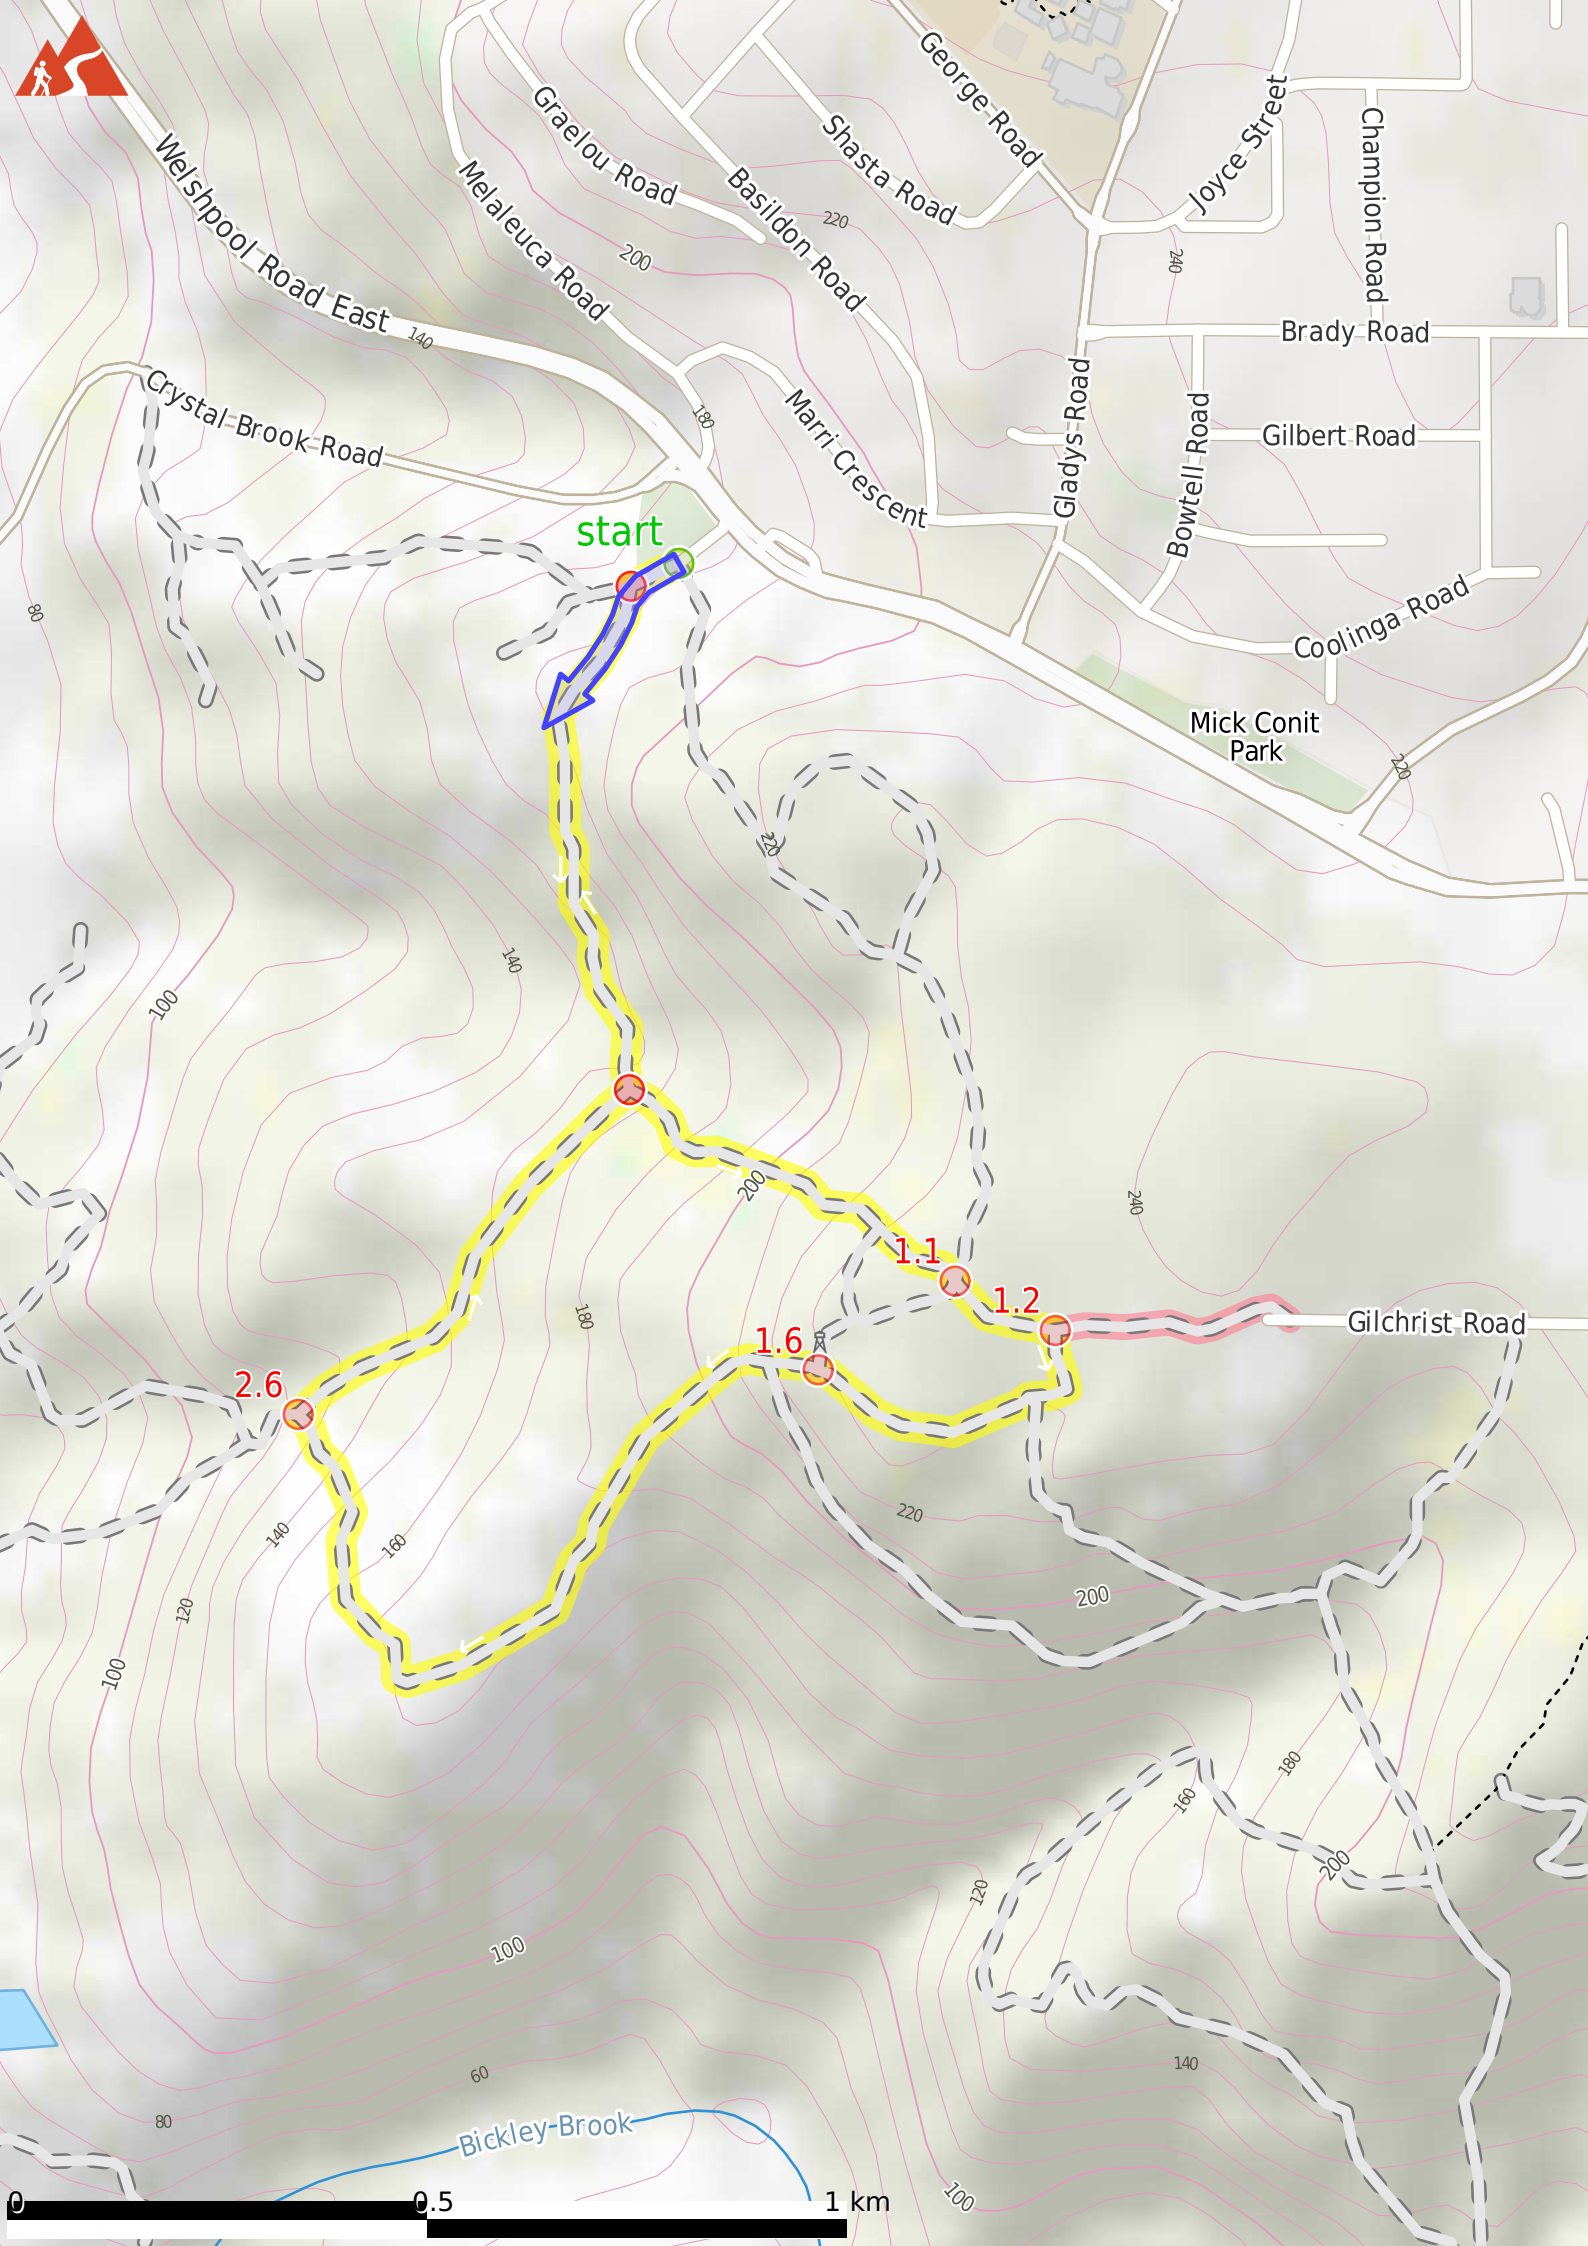 George Road
Graelou Road
Shasta Road
Joyce Street
Champion Road
Welshpool Road East
Melaleuca Road
Basildon Road
220
200
240
140
Brady Road
Crystal Brook Road
180
Marri Crescent
Gladys Road
Bowtell Road
Gilbert Road
start
80
Coolinga Road
Mick Conit
Park
220
220
140
100
200
240
1.1
1.2
180
1.6
Gilchrist Road
2.6
220
140
160
200
120
100
180
160
200
120
100
140
60
80
Bickley Brook
100
0
0.5
1 km